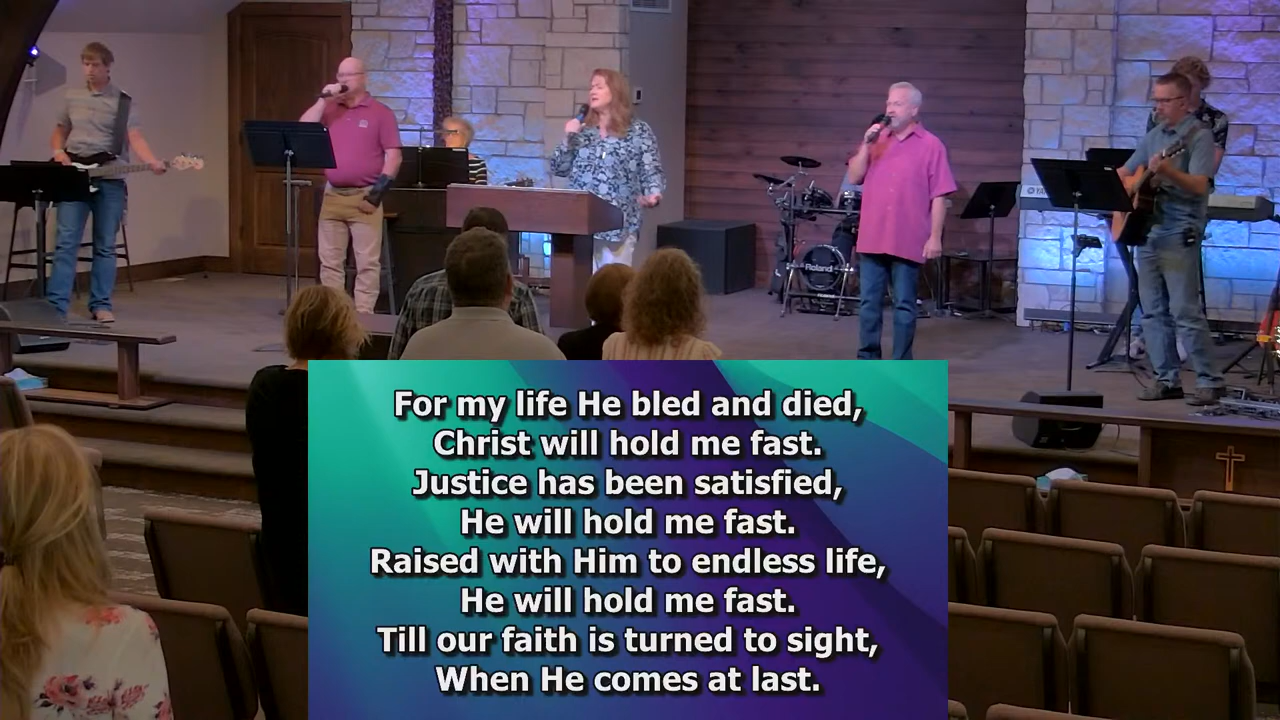 Roland
For my life He bled and died,
Christ will hold me fast.
Justice has been satisfied,
He will hold me fast.
Raised with Him to endless life,
He will hold me fast.
Till our faith is turned to sight,
When He comes at last.